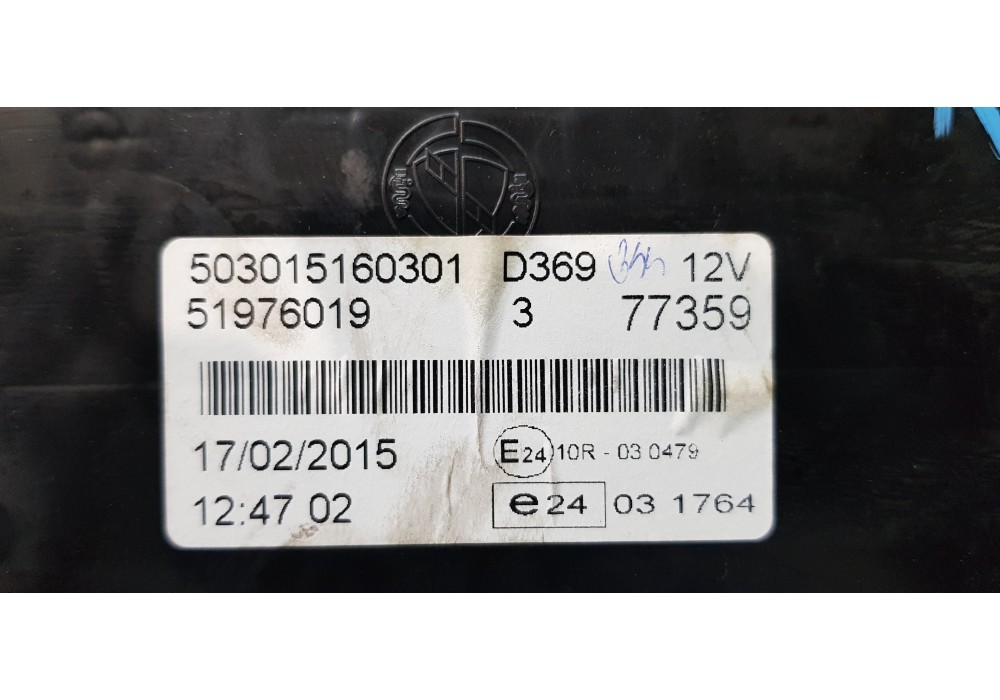 503015160301 D369 12V
51976019 3 77359
17/02/2015 E24 10R - 03 0479
12:47 02 e24 03 1764